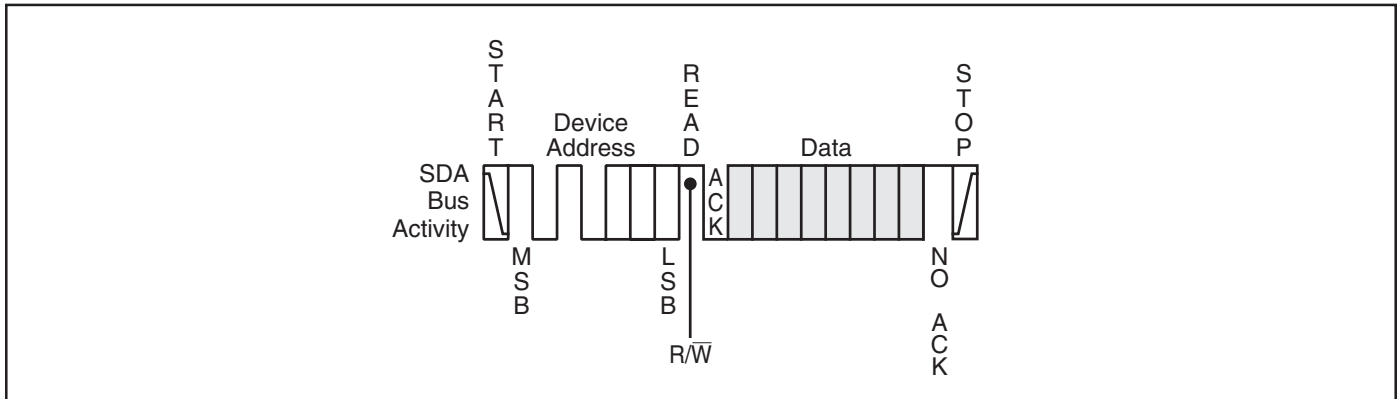 START
READ
STOP
Device
Address
Data
SDA
Bus
Activity
ACK
MSB
LSB
NO ACK
R/W̅